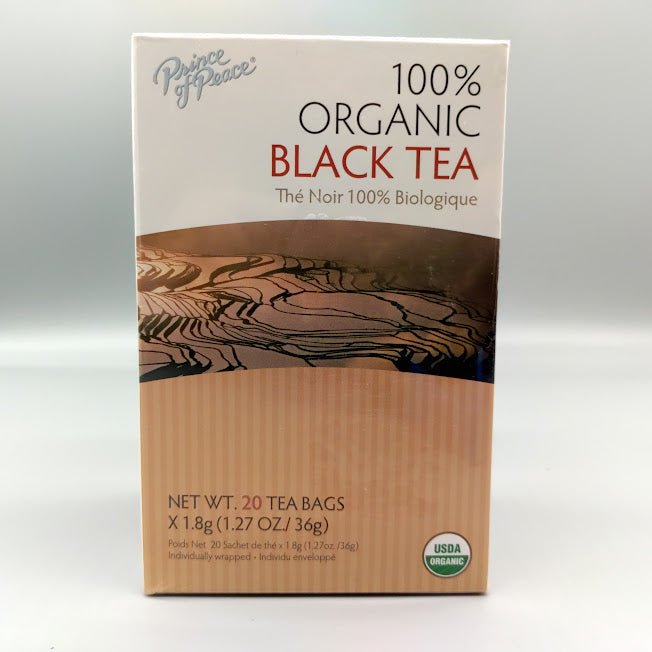 Prince
of Peace®
100%
ORGANIC
BLACK TEA
Thé Noir 100% Biologique
NET WT. 20 TEA BAGS
X 1.8g (1.27 OZ./ 36g)
Poids Net 20 Sachet de thé x 1.8g (1.27oz. /36g)
Individually wrapped • Individu enveloppé
USDA
ORGANIC